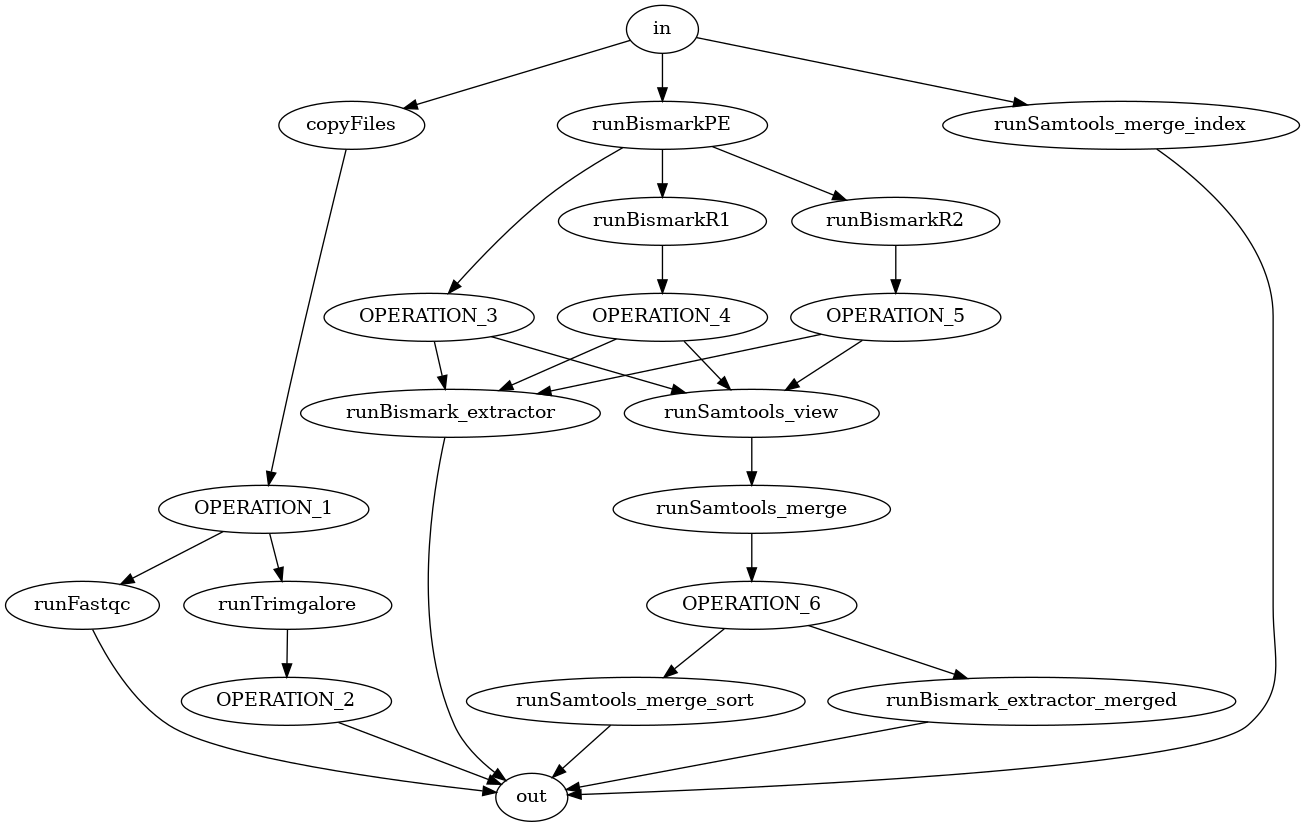 in
copyFiles
runBismarkPE
runSamtools_merge_index
runBismarkR1
runBismarkR2
OPERATION_3
OPERATION_4
OPERATION_5
runBismark_extractor
runSamtools_view
OPERATION_1
runSamtools_merge
runFastqc
runTrimgalore
OPERATION_6
OPERATION_2
runSamtools_merge_sort
runBismark_extractor_merged
out